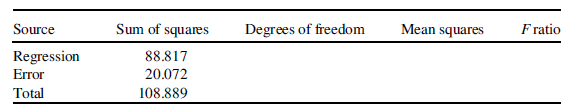 Source Sum of squares Degrees of freedom Mean squares F ratio
Regression 88.817
Error 20.072
Total 108.889